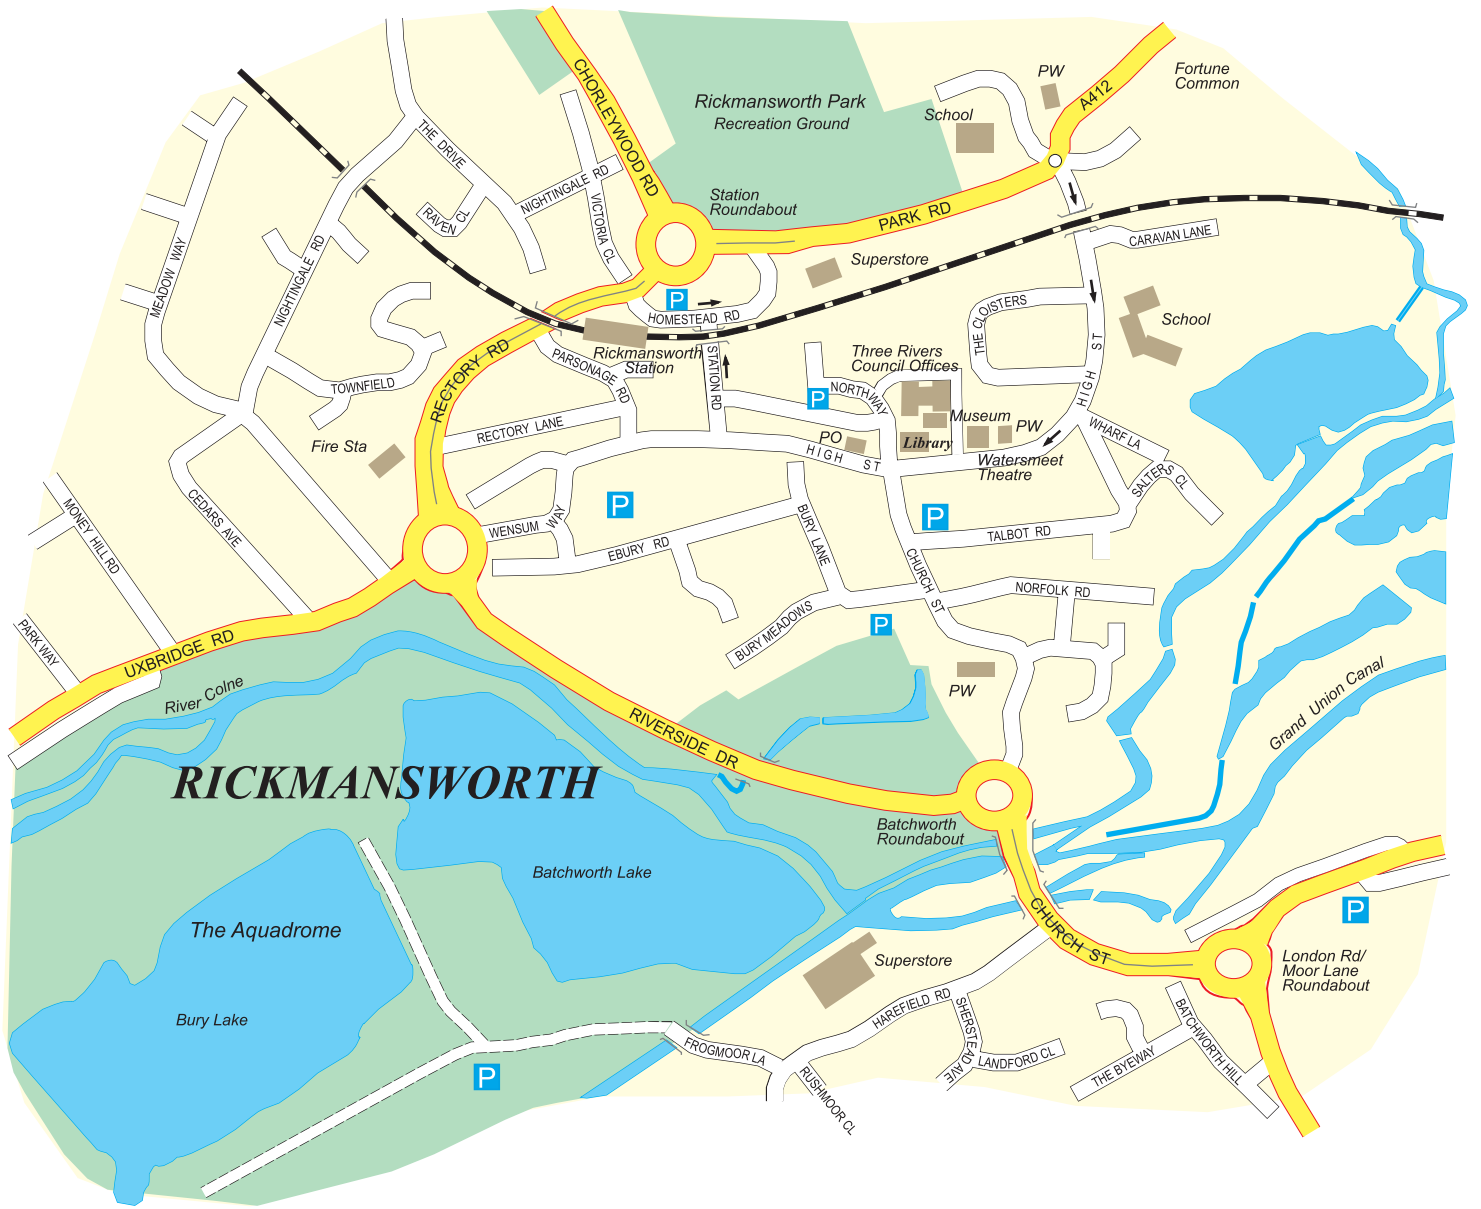 PW
Fortune
Common
A412
CHORLEYWOOD RD
Rickmansworth Park
Recreation Ground
School
THE DRIVE
NIGHTINGALE RD
VICTORIA CL
RAVEN CL
Station
Roundabout
PARK RD
CARAVAN LANE
MEADOW WAY
NIGHTINGALE RD
Superstore
P
HOMESTEAD RD
THE CLOISTERS
School
HIGH ST
RECTORY RD
Rickmansworth
Station
PARSONAGE RD
STATION RD
Three Rivers
Council Offices
TOWNFIELD
P
NORTHWAY
Museum
PW
WHARF LA
Fire Sta
RECTORY LANE
PO
Library
HIGH ST
Watersmeet
Theatre
SALTERS CL
MONEY HILL RD
CEDARS AVE
P
P
WENSUM WAY
EBURY RD
BURY LANE
TALBOT RD
CHURCH ST
NORFOLK RD
BURY MEADOWS
P
PARK WAY
UXBRIDGE RD
River Colne
PW
RIVERSIDE DR
Grand Union Canal
RICKMANSWORTH
Batchworth
Roundabout
Batchworth Lake
The Aquadrome
CHURCH ST
P
Superstore
London Rd/
Moor Lane
Roundabout
Bury Lake
HAREFIELD RD
SHERSTEAD AVE
BATCHWORTH HILL
FROGMOOR LA
LANDFORD CL
THE BYEWAY
P
RUSHMOOR CL